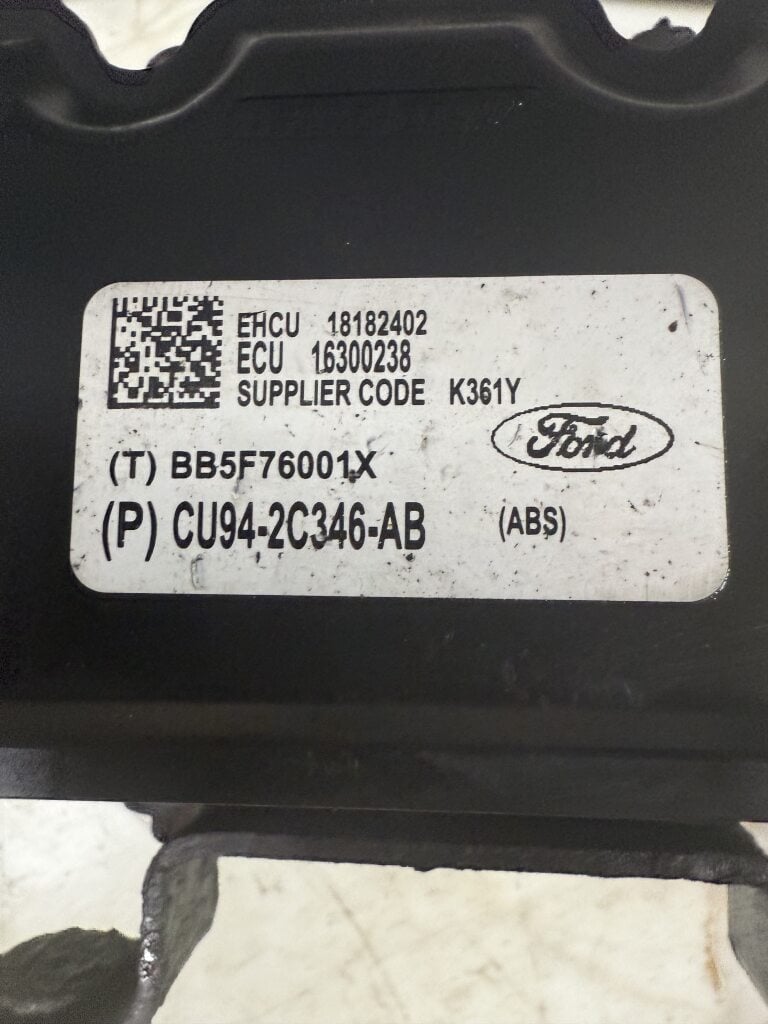 EHCU 18182402
ECU 16300238
SUPPLIER CODE K361Y
Ford
(T) BB5F76001X
(P) CU94-2C346-AB (ABS)